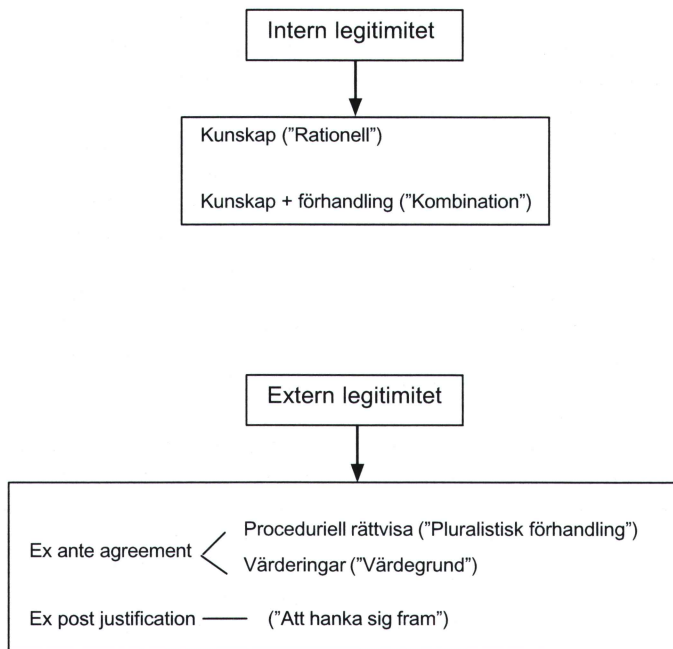 Intern legitimitet
Kunskap (”Rationell”)
Kunskap + förhandling (”Kombination”)
Extern legitimitet
Proceduriell rättvisa (”Pluralistisk förhandling”)
Ex ante agreement
Värderingar (”Värdegrund”)
Ex post justification (”Att hanka sig fram”)